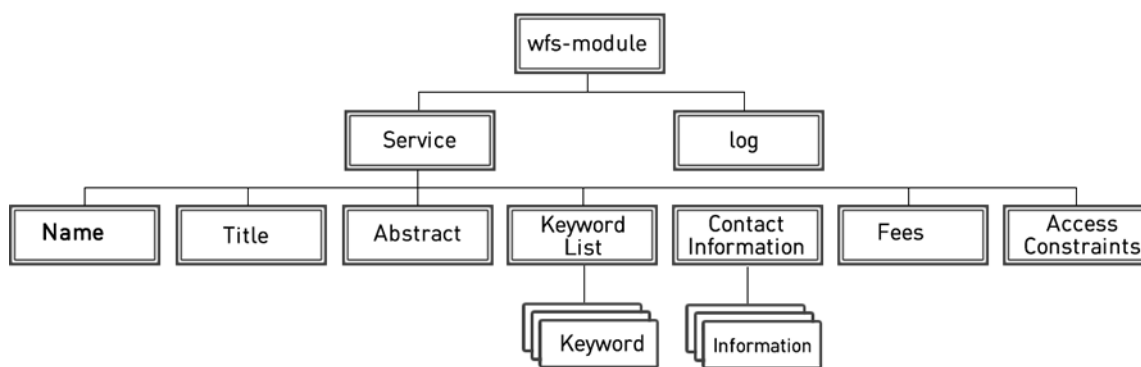 wfs-module
Service
log
Name
Title
Abstract
Keyword
List
Contact
Information
Fees
Access
Constraints
Keyword
Information